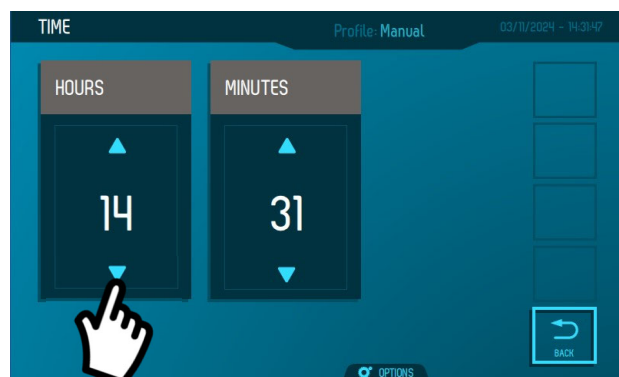 TIME
Profile: Manual
03/11/2024 - 14:31:47
HOURS
MINUTES
14
31
BACK
OPTIONS